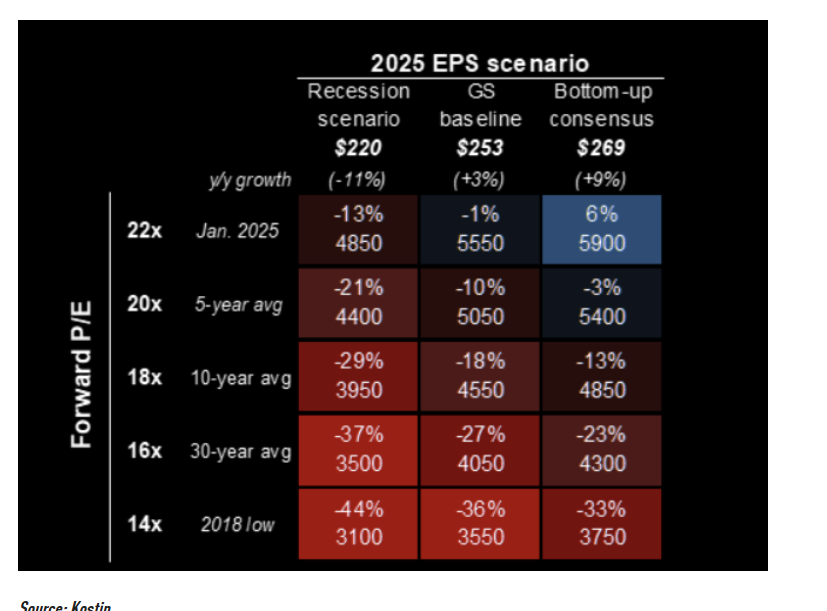 2025 EPS scenario
Recession GS Bottom-up
scenario baseline consensus
$220 $253 $269
y/y growth (-11%) (+3%) (+9%)
Forward P/E
-13% -1% 6%
22x Jan. 2025 4850 5550 5900
-21% -10% -3%
20x 5-year avg 4400 5050 5400
-29% -18% -13%
18x 10-year avg 3950 4550 4850
-37% -27% -23%
16x 30-year avg 3500 4050 4300
-44% -36% -33%
14x 2018 low 3100 3550 3750
Source: Kostin